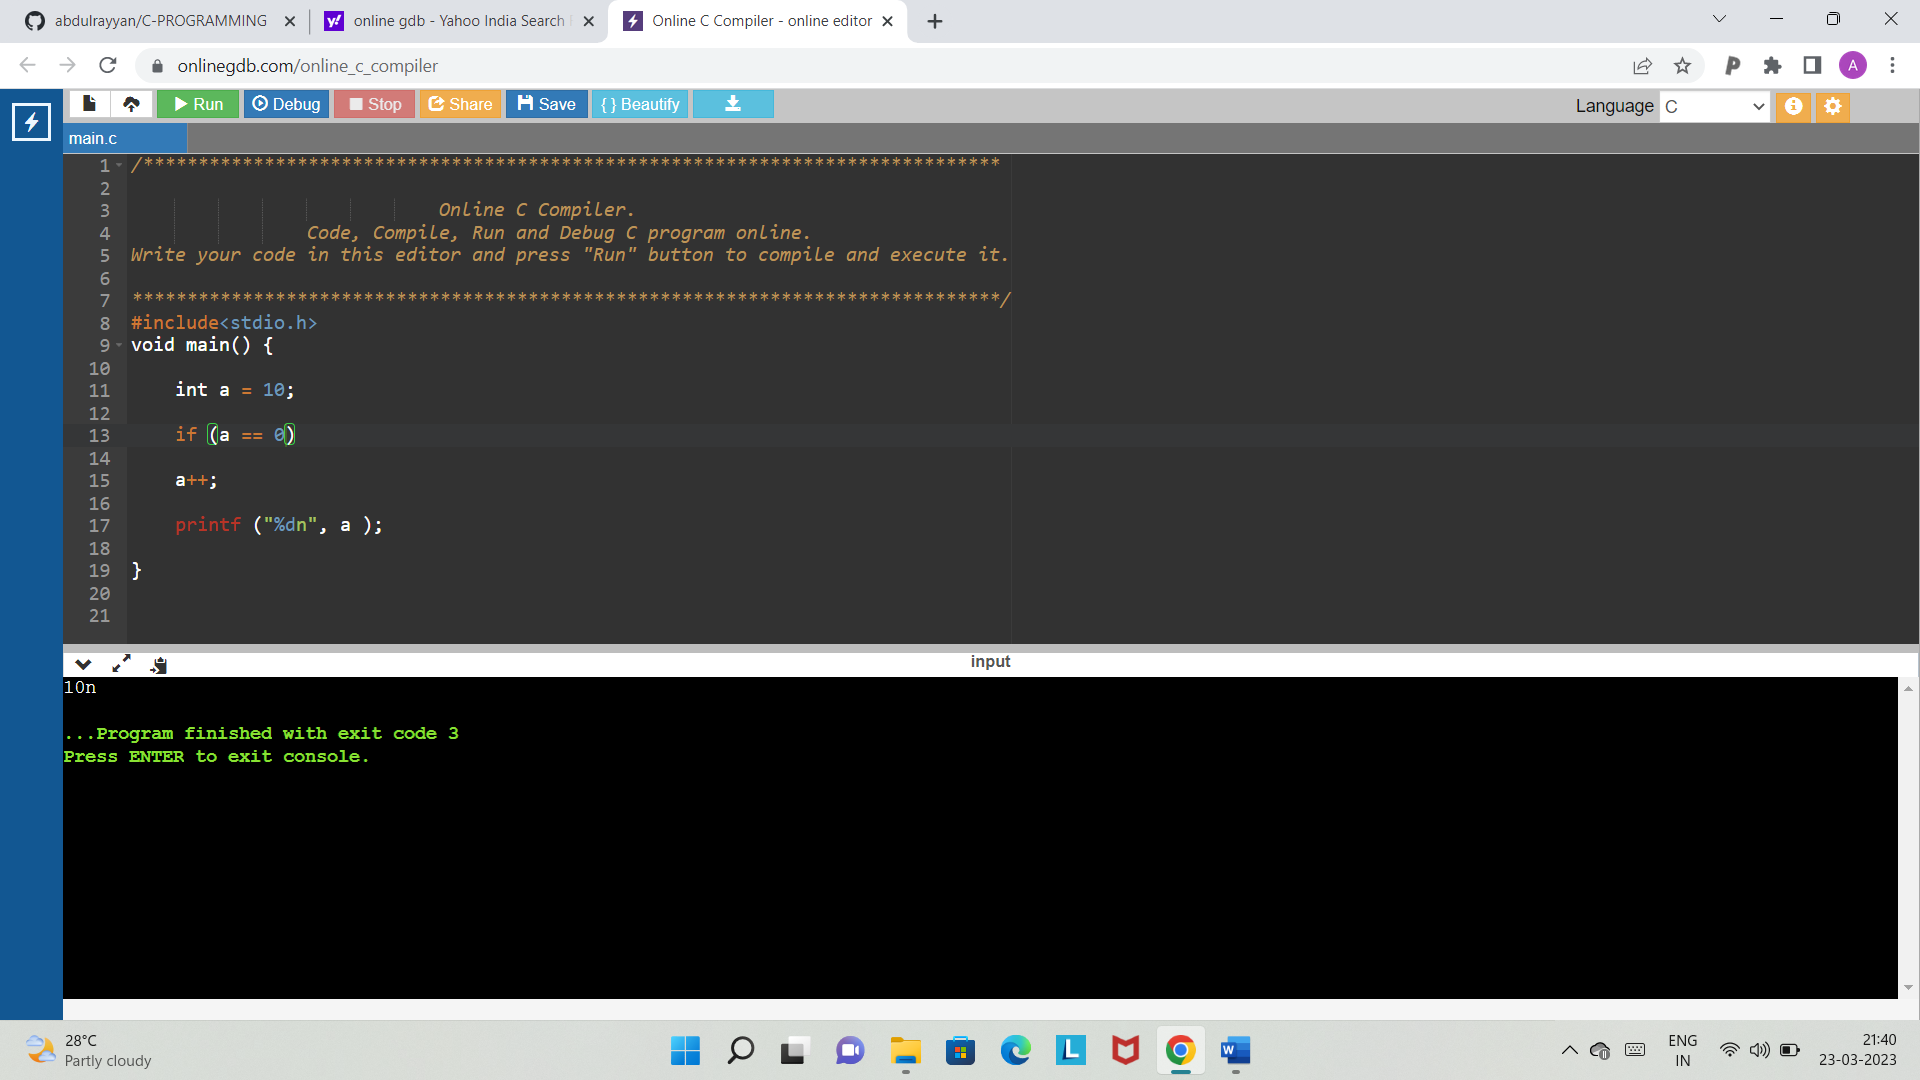 abdulrayyan/C-PROGRAMMING
online gdb - Yahoo India Search
Online C Compiler - online editor
onlinegdb.com/online_c_compiler
A
Run Debug Stop Share Save { } Beautify
Language C
main.c
1 /******************************************************************************
2
3 Online C Compiler.
4 Code, Compile, Run and Debug C program online.
5 Write your code in this editor and press "Run" button to compile and execute it.
6
7 *******************************************************************************/
8 #include<stdio.h>
9 void main() {
10
11 int a = 10;
12
13 if (a == 0)
14
15 a++;
16
17 printf ("%dn", a );
18
19 }
20
21
input
10n
...Program finished with exit code 3
Press ENTER to exit console.
28°C
Partly cloudy
ENG
IN
21:40
23-03-2023